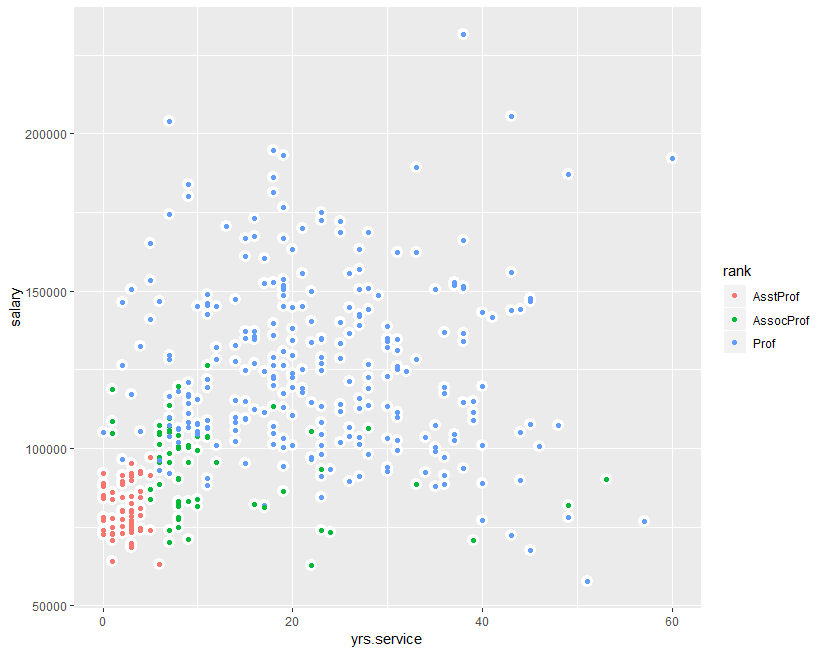 salary
200000
150000
100000
50000
0
20
40
60
yrs.service
rank
AsstProf
AssocProf
Prof